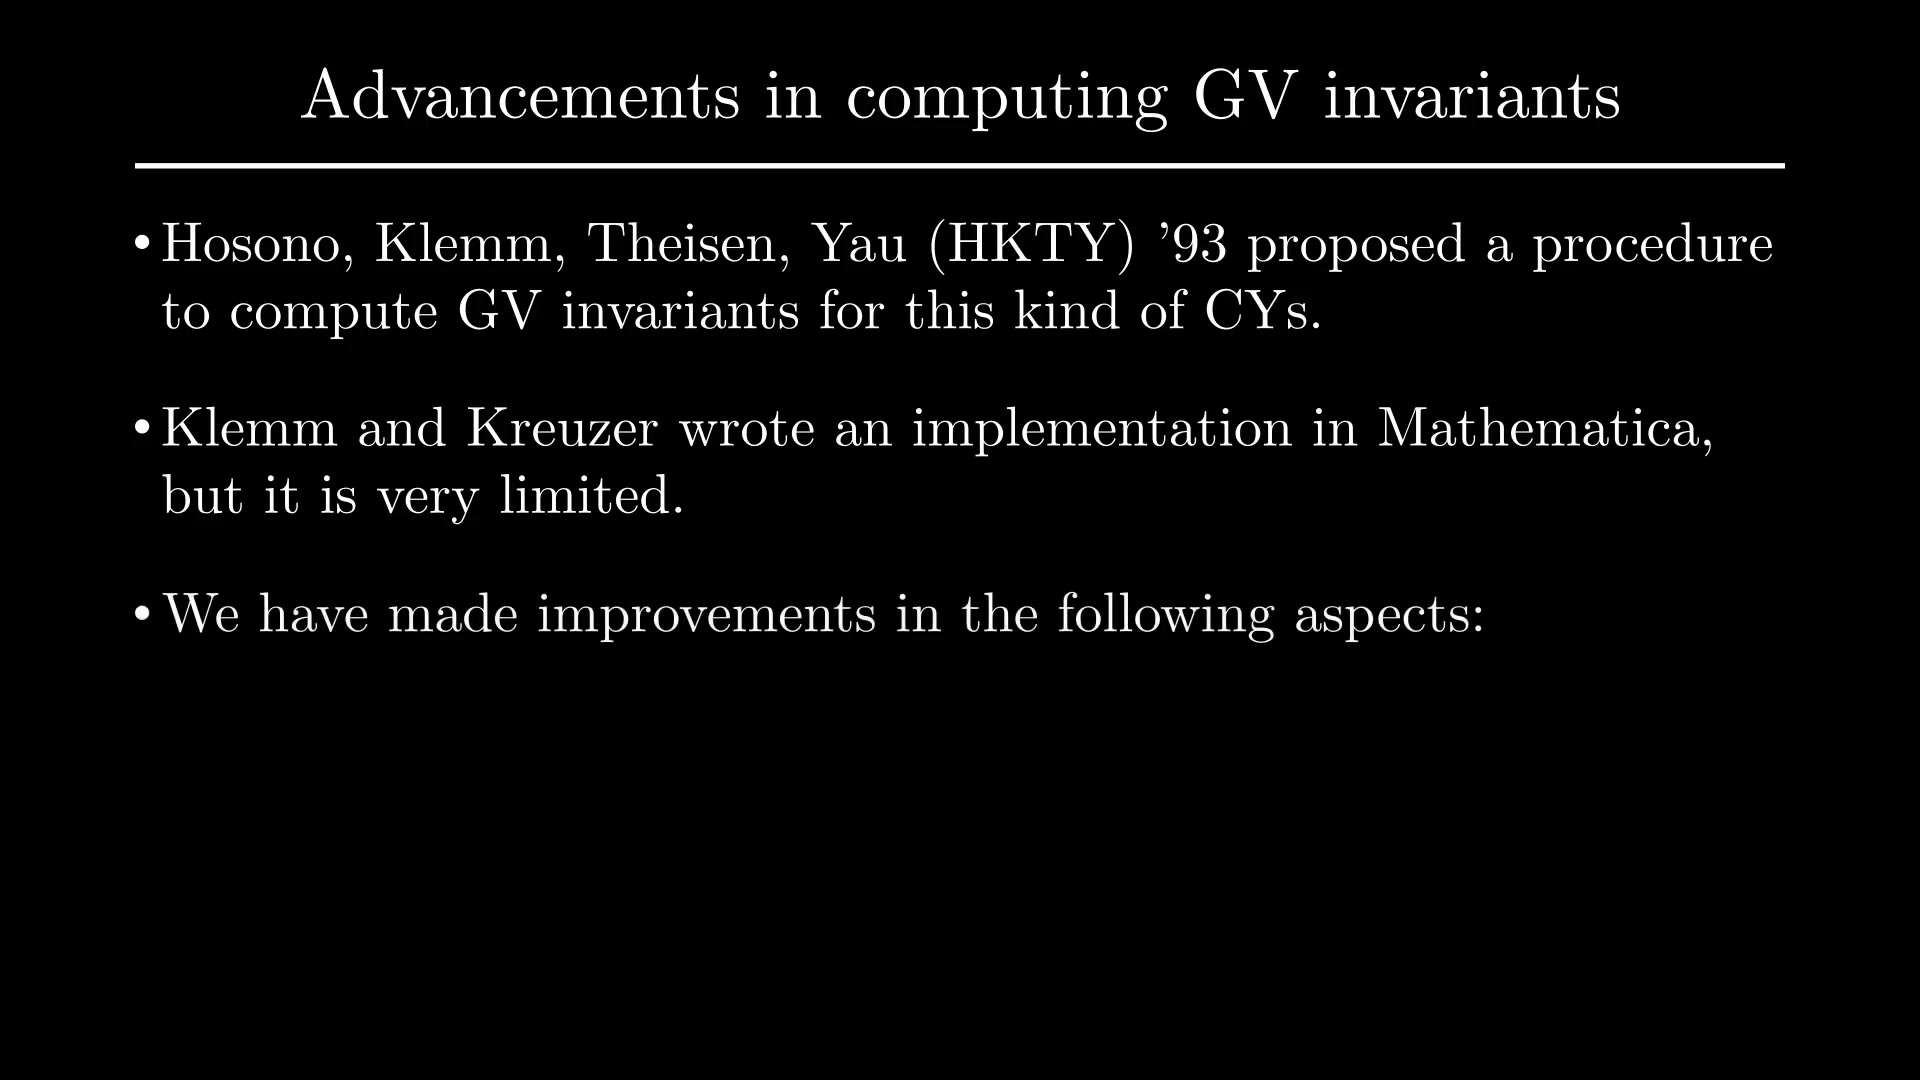 Advancements in computing GV invariants
• Hosono, Klemm, Theisen, Yau (HKTY) ’93 proposed a procedure
to compute GV invariants for this kind of CYs.
• Klemm and Kreuzer wrote an implementation in Mathematica,
but it is very limited.
• We have made improvements in the following aspects: